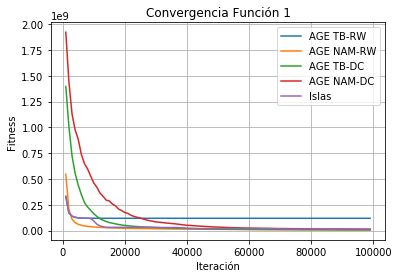 Convergencia Función 1
1e9
2.00
1.75
1.50
1.25
1.00
0.75
0.50
0.25
0.00
Fitness
AGE TB-RW
AGE NAM-RW
AGE TB-DC
AGE NAM-DC
Islas
0 20000 40000 60000 80000 100000
Iteración